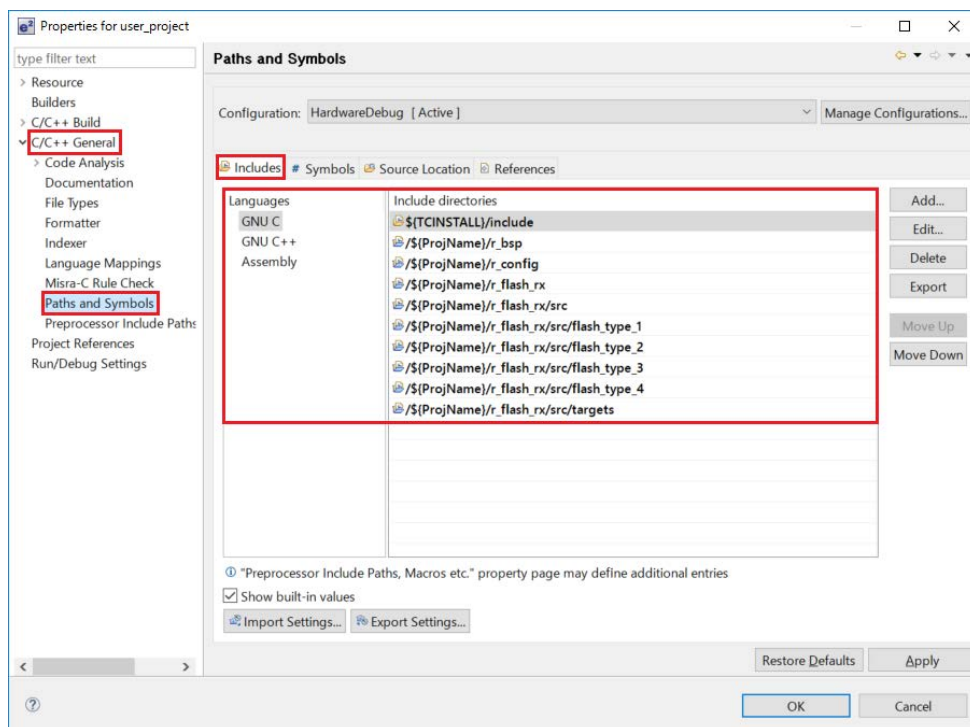 e² Properties for user_project
type filter text
Resource
Builders
C/C++ Build
C/C++ General
Code Analysis
Documentation
File Types
Formatter
Indexer
Language Mappings
Misra-C Rule Check
Paths and Symbols
Preprocessor Include Paths
Project References
Run/Debug Settings
Paths and Symbols
Configuration: HardwareDebug [ Active ] Manage Configurations...
Includes # Symbols Source Location References
Languages
GNU C
GNU C++
Assembly
Include directories
${TCINSTALL}/include
/${ProjName}/r_bsp
/${ProjName}/r_config
/${ProjName}/r_flash_rx
/${ProjName}/r_flash_rx/src
/${ProjName}/r_flash_rx/src/flash_type_1
/${ProjName}/r_flash_rx/src/flash_type_2
/${ProjName}/r_flash_rx/src/flash_type_3
/${ProjName}/r_flash_rx/src/flash_type_4
/${ProjName}/r_flash_rx/src/targets
Add...
Edit...
Delete
Export
Move Up
Move Down
"Preprocessor Include Paths, Macros etc." property page may define additional entries
Show built-in values
Import Settings... Export Settings...
Restore Defaults Apply
OK Cancel